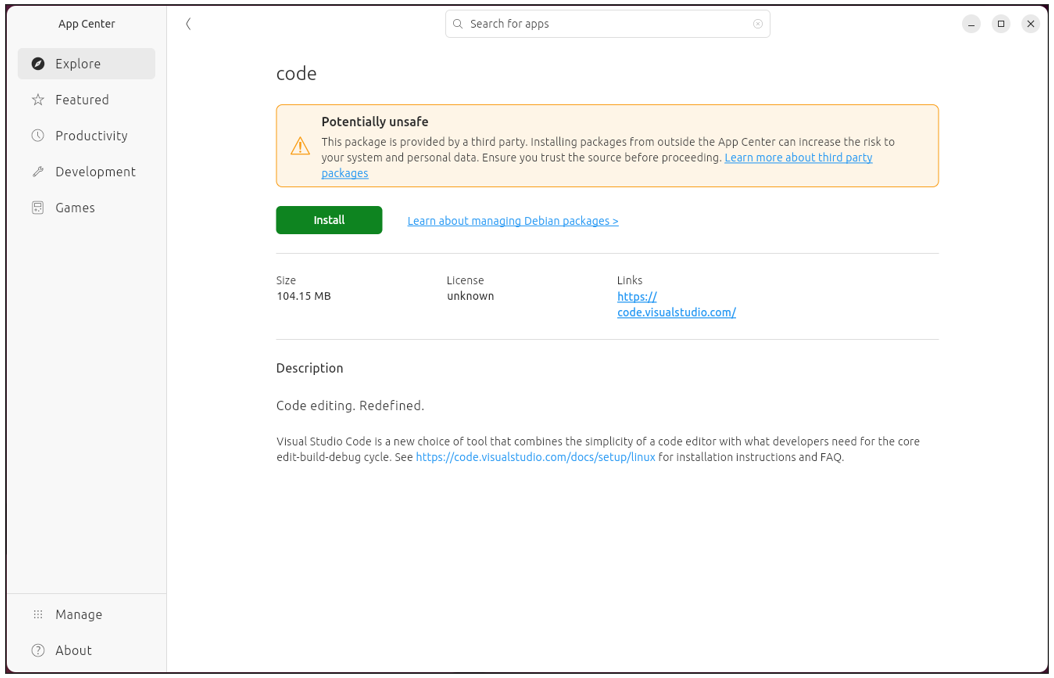 App Center
Search for apps
Explore
Featured
Productivity
Development
Games
Manage
About
code
Potentially unsafe
This package is provided by a third party. Installing packages from outside the App Center can increase the risk to
your system and personal data. Ensure you trust the source before proceeding. Learn more about third party
packages
Install
Learn about managing Debian packages >
Size
104.15 MB
License
unknown
Links
https://
code.visualstudio.com/
Description
Code editing. Redefined.
Visual Studio Code is a new choice of tool that combines the simplicity of a code editor with what developers need for the core
edit-build-debug cycle. See https://code.visualstudio.com/docs/setup/linux for installation instructions and FAQ.